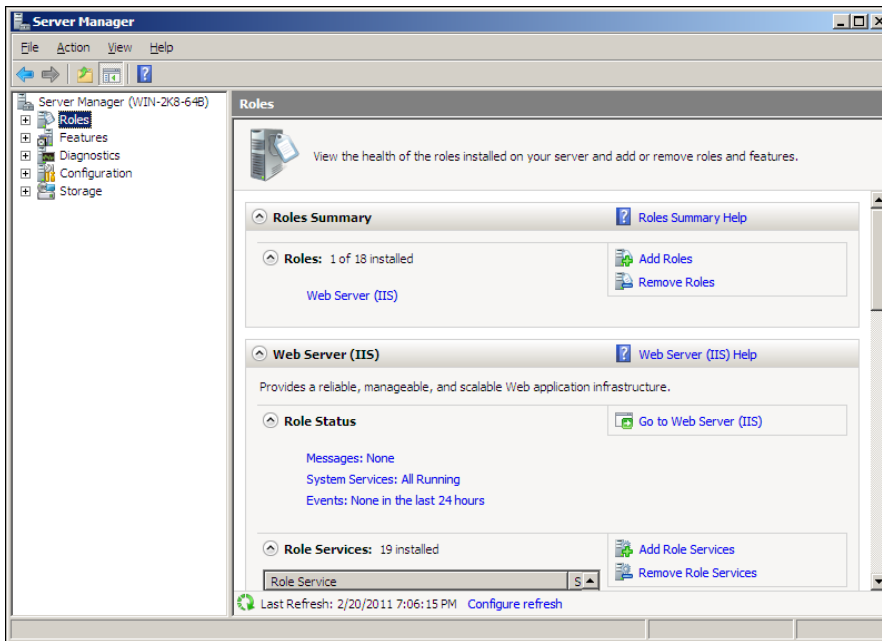 Server Manager
File Action View Help
Server Manager (WIN-2K8-64B)
Roles
Features
Diagnostics
Configuration
Storage
Roles
View the health of the roles installed on your server and add or remove roles and features.
Roles Summary
Roles Summary Help
Roles: 1 of 18 installed
Add Roles
Remove Roles
Web Server (IIS)
Web Server (IIS)
Web Server (IIS) Help
Provides a reliable, manageable, and scalable Web application infrastructure.
Role Status
Go to Web Server (IIS)
Messages: None
System Services: All Running
Events: None in the last 24 hours
Role Services: 19 installed
Add Role Services
Remove Role Services
Role Service S
Last Refresh: 2/20/2011 7:06:15 PM Configure refresh